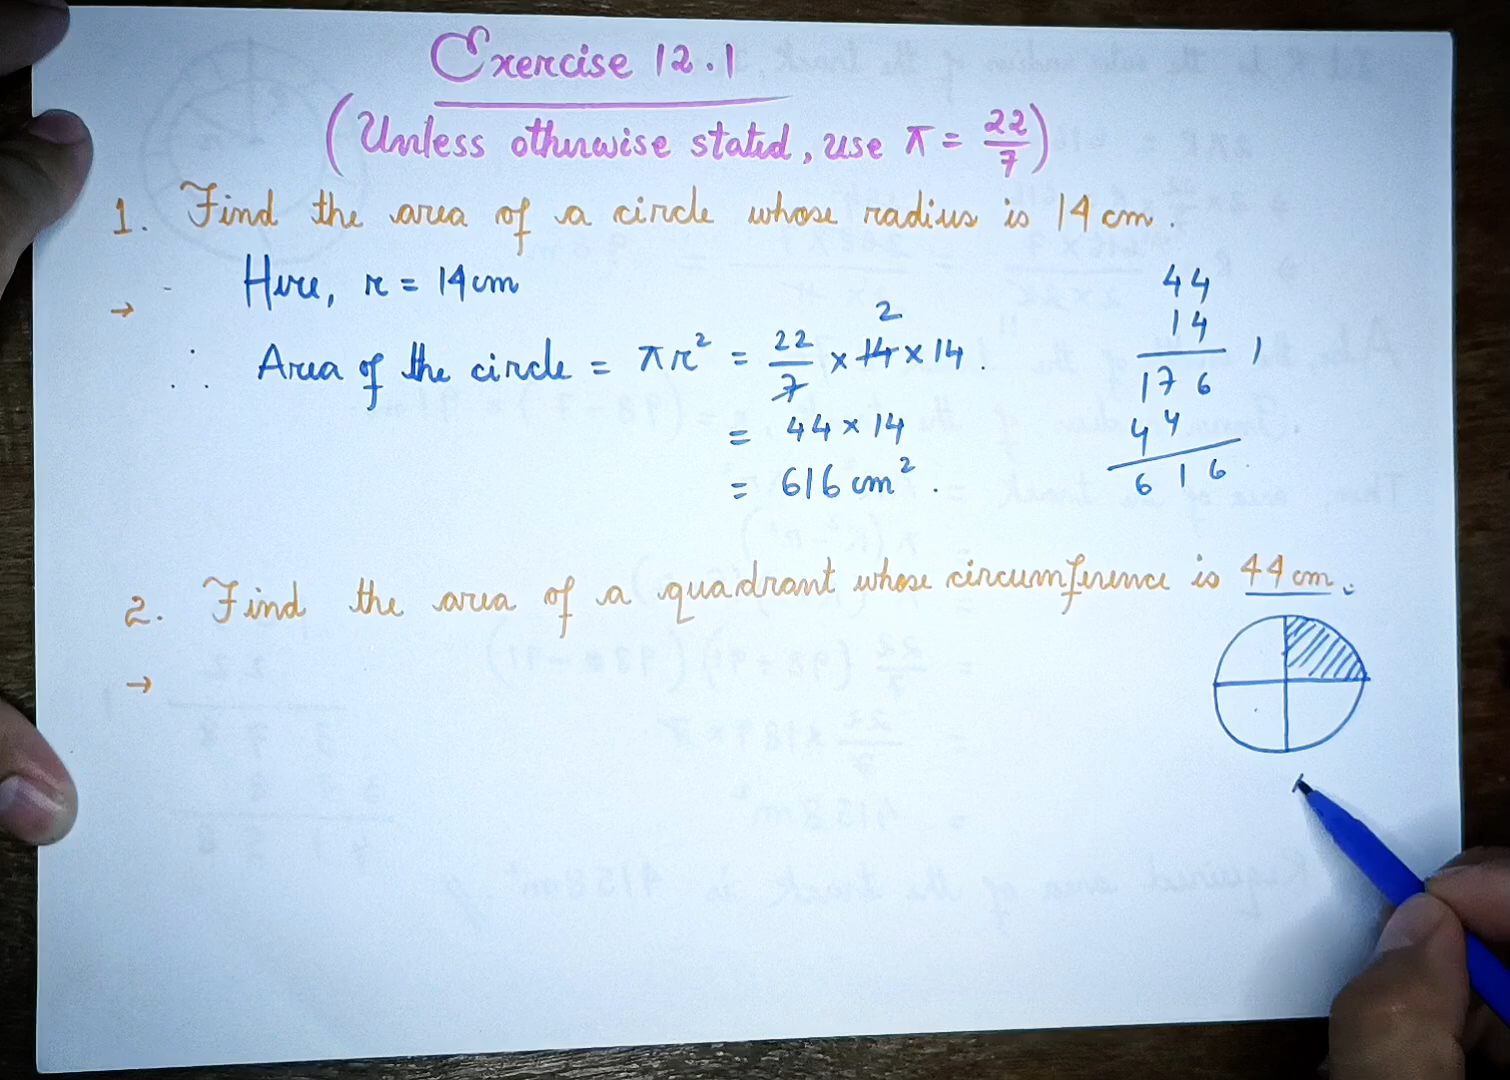 Exercise 12.1
(Unless otherwise stated, use π = 22/7)
1. Find the area of a circle whose radius is 14 cm.
→ Here, r = 14 cm
∴ Area of the circle = πr² = 22/7 × 14 × 14.
2
= 44 × 14
= 616 cm².
44
14
176
44
616
2. Find the area of a quadrant whose circumference is 44 cm.
→